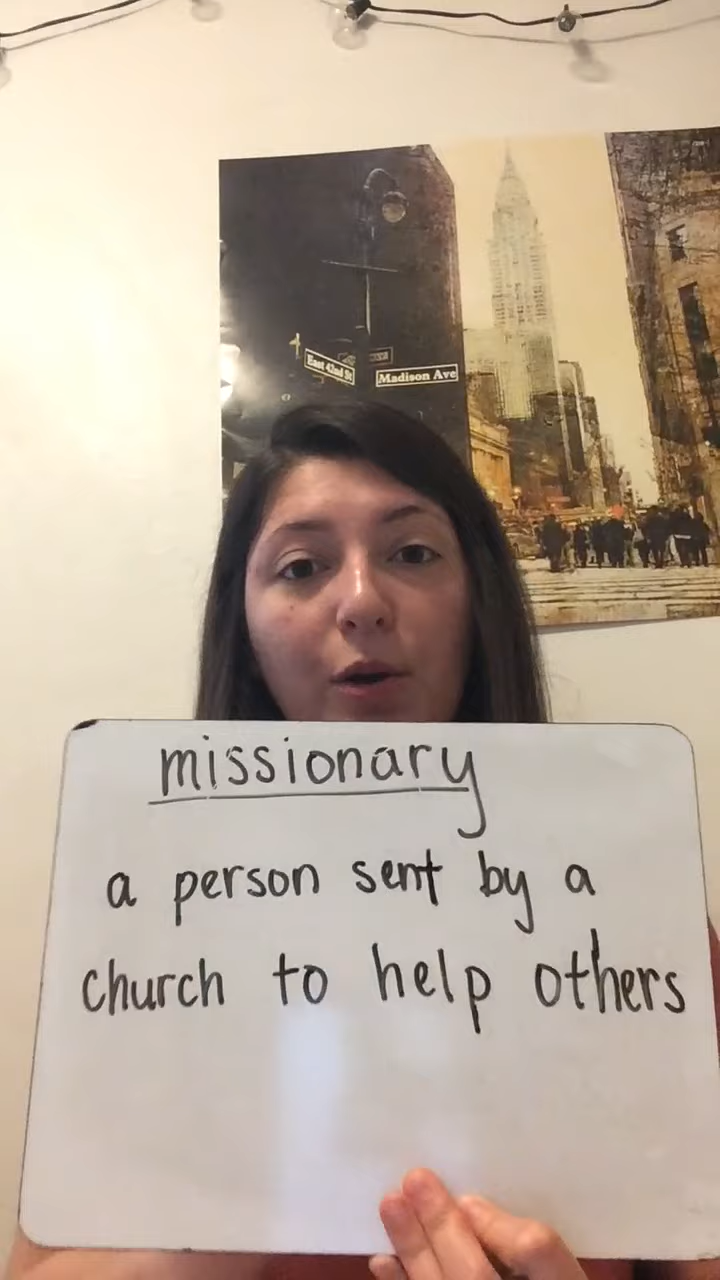 East 42nd St
Madison Ave
missionary
a person sent by a
church to help others